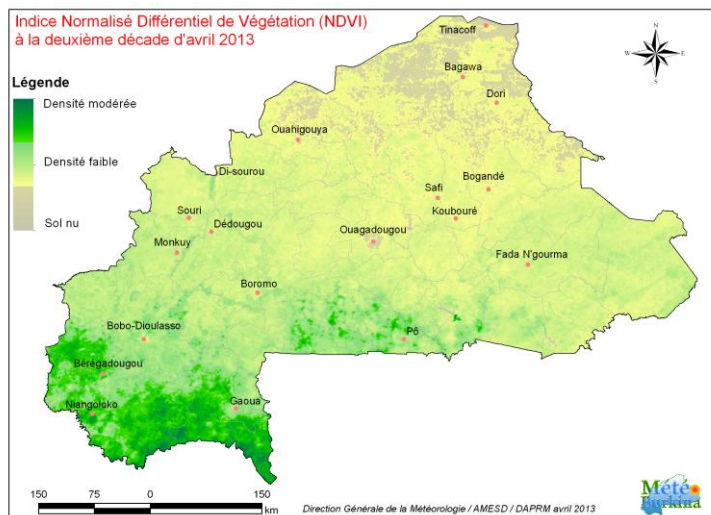 Indice Normalisé Différentiel de Végétation (NDVI)
à la deuxième décade d'avril 2013
N
W
E
S
Légende
Densité modérée
Densité faible
Sol nu
Tinacoff
Bagawa
Dori
Ouahigouya
Di-sourou
Bogandé
Safi
Souri
Koubouré
Dédougou
Ouagadougou
Monkuy
Fada N'gourma
Boromo
Bobo-Dioulasso
Pô
Bérégadougou
Niangoloko
Gaoua
150 75 0 150
km
Direction Générale de la Météorologie / AMESD / DAPRM avril 2013
Météo
Burkina